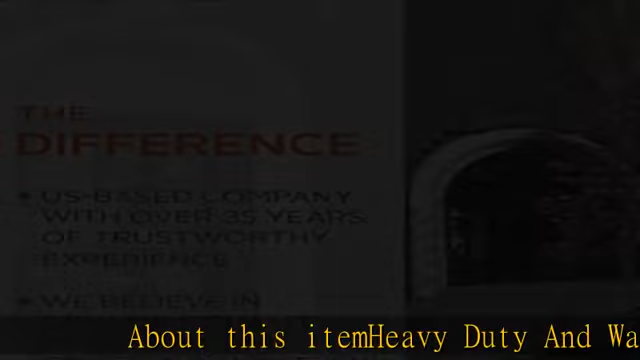 THE
DIFFERENCE
• US-BASED COMPANY
WITH OVER 35 YEARS
OF TRUSTWORTHY
EXPERIENCE
• WE BELIEVE IN
About this itemHeavy Duty And Wa